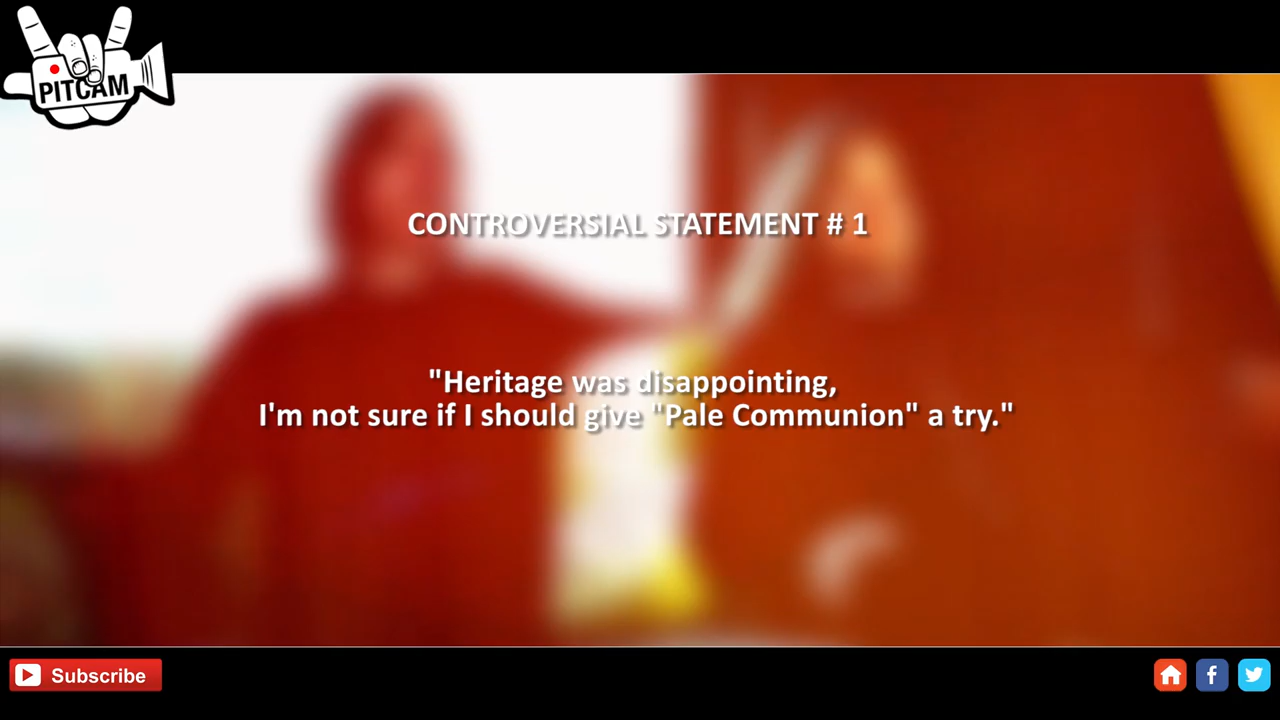 PITCAM
CONTROVERSIAL STATEMENT # 1
"Heritage was disappointing,
I'm not sure if I should give "Pale Communion" a try."
Subscribe